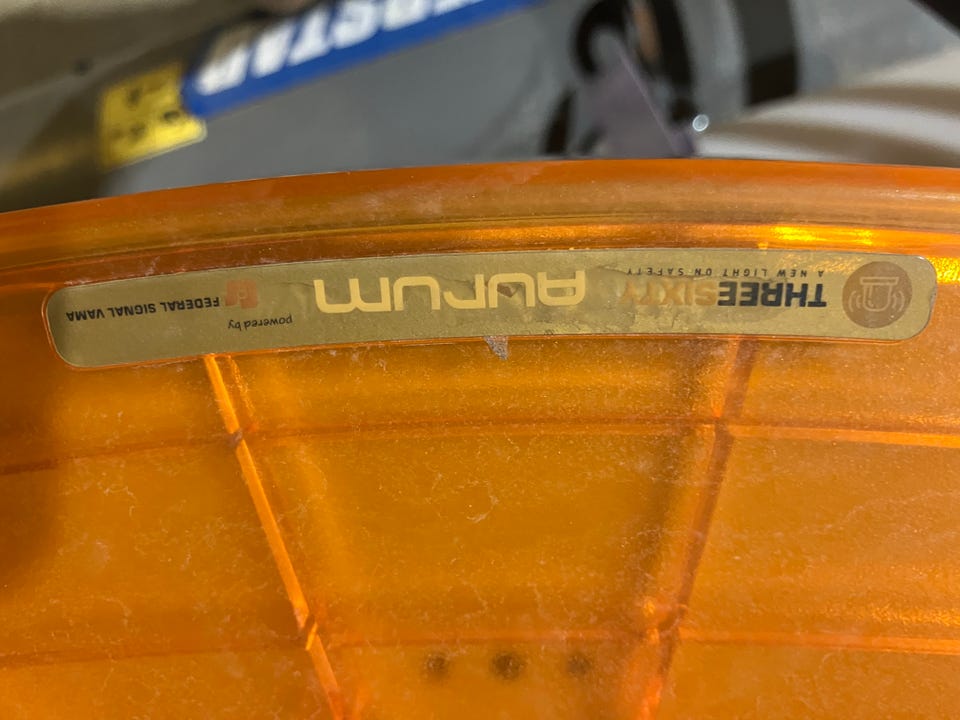 THREESIXTY
A NEW LIGHT ON SAFETY
aurum
powered by
FEDERAL SIGNAL VAMA